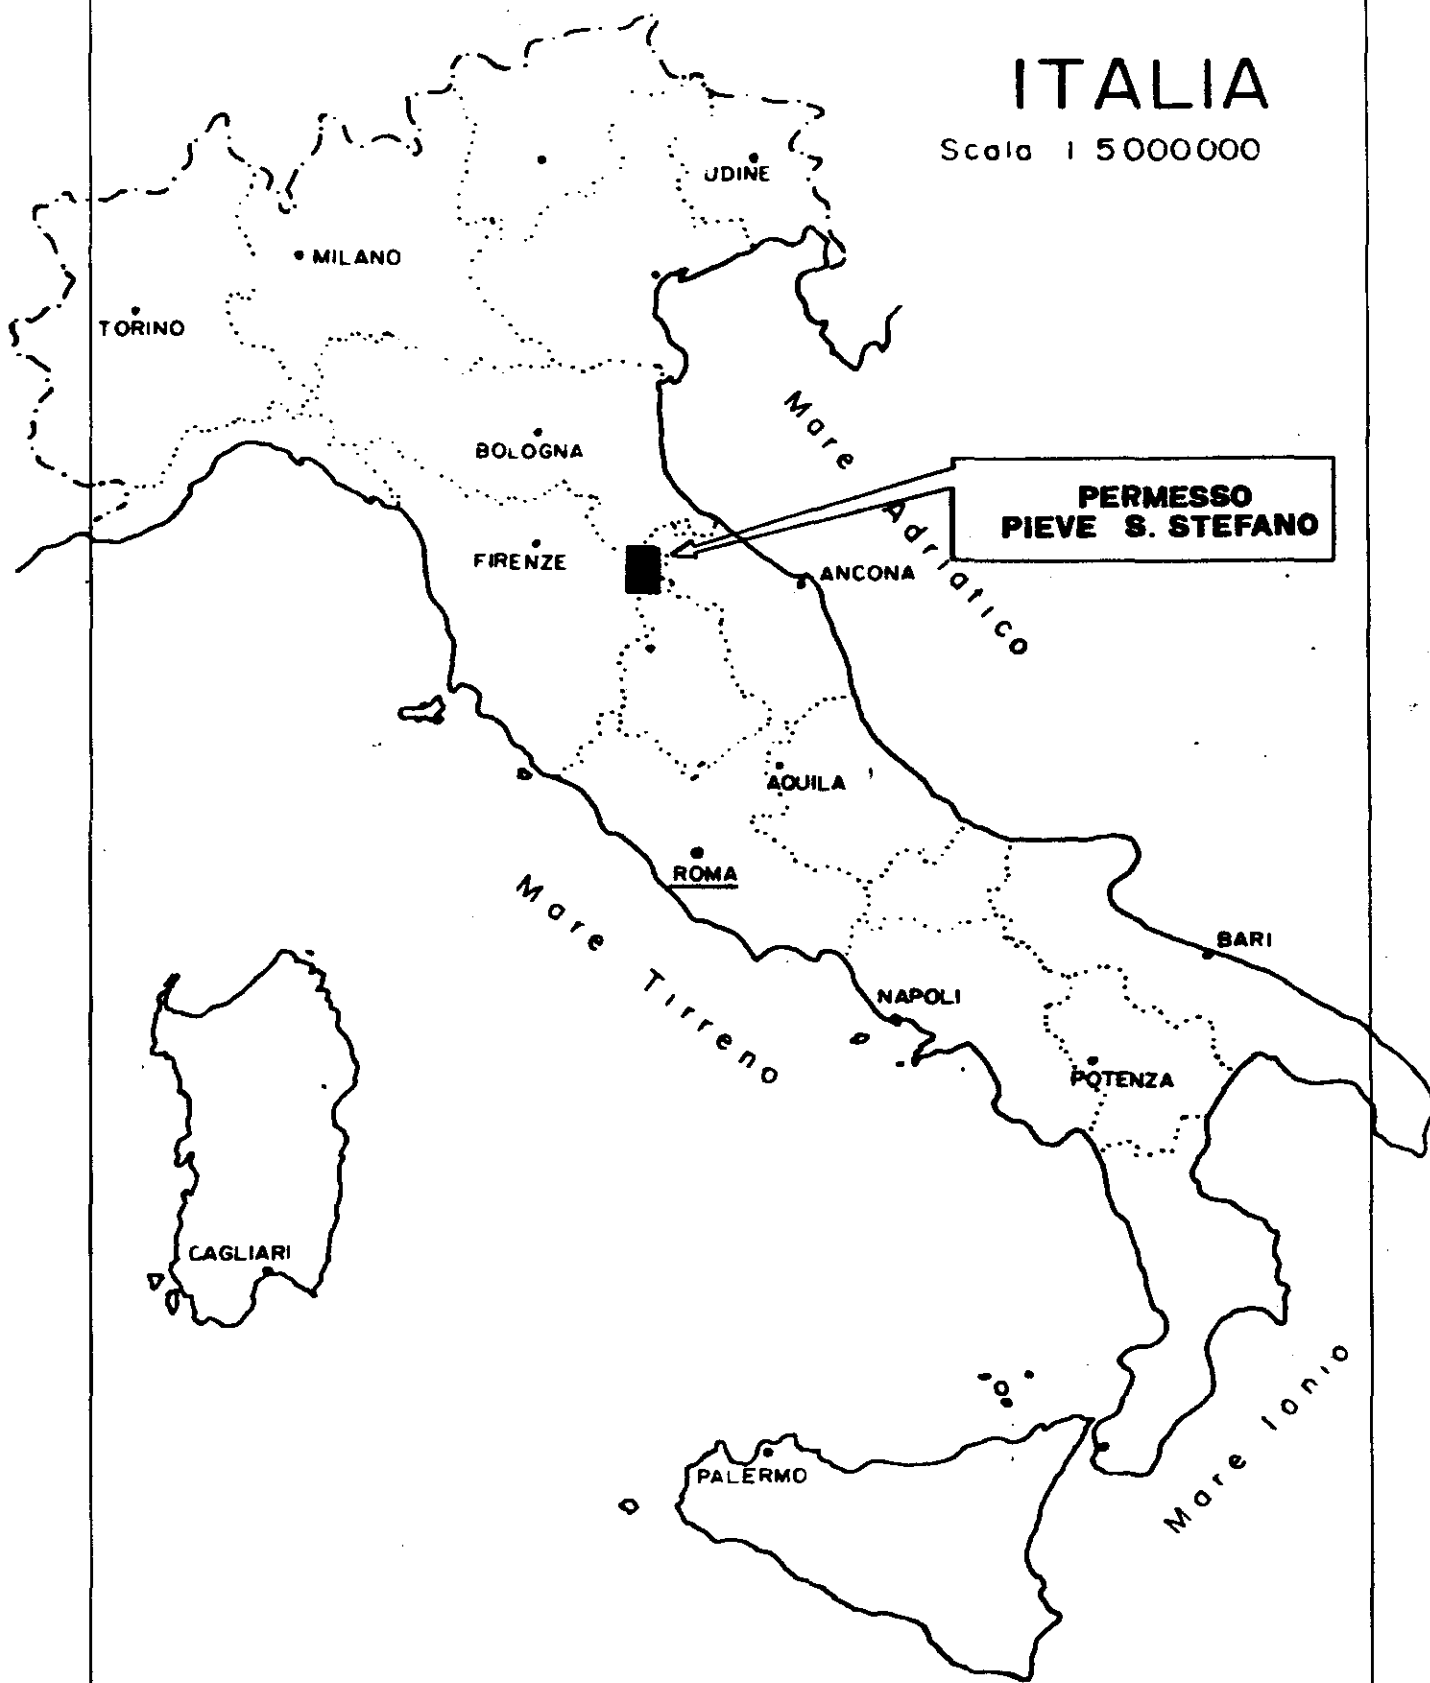 ITALIA
Scala 1 5000000
UDINE
MILANO
TORINO
Mare Adriatico
BOLOGNA
PERMESSO
PIEVE S. STEFANO
FIRENZE
ANCONA
AQUILA
ROMA
Mare Tirreno
BARI
NAPOLI
POTENZA
CAGLIARI
Mare Ionio
PALERMO